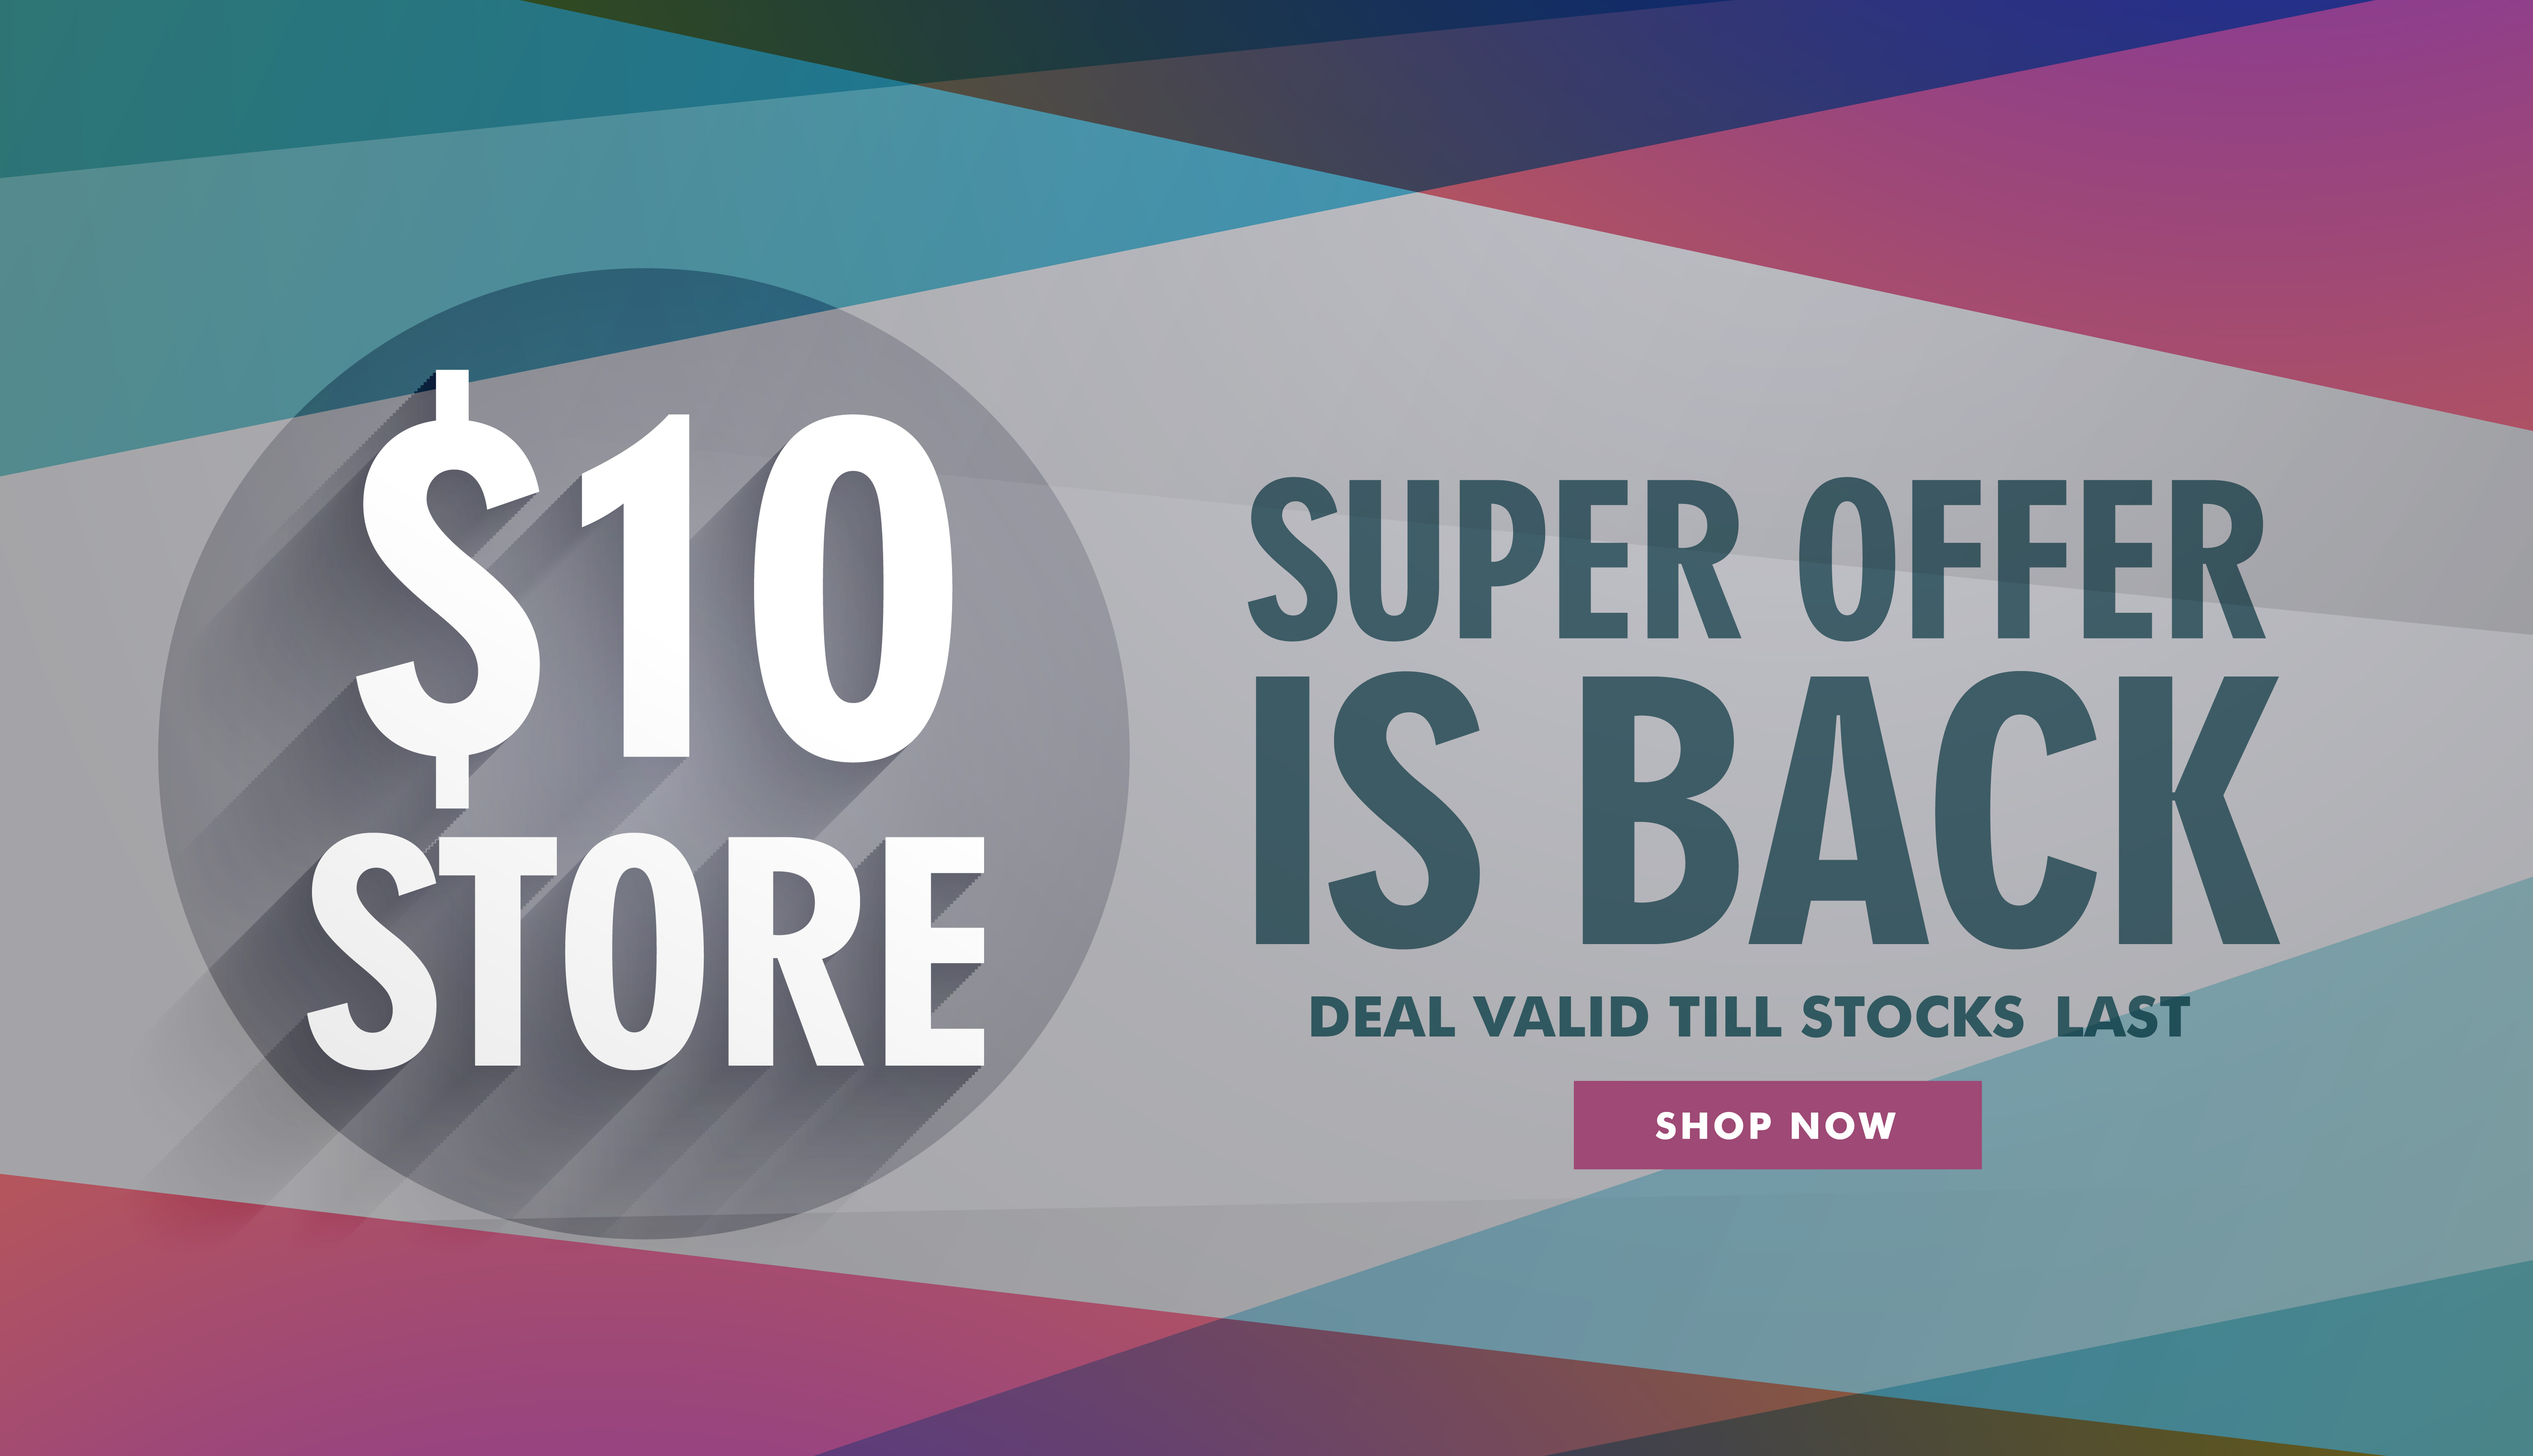 $10
STORE
SUPER OFFER
IS BACK
DEAL VALID TILL STOCKS LAST
SHOP NOW